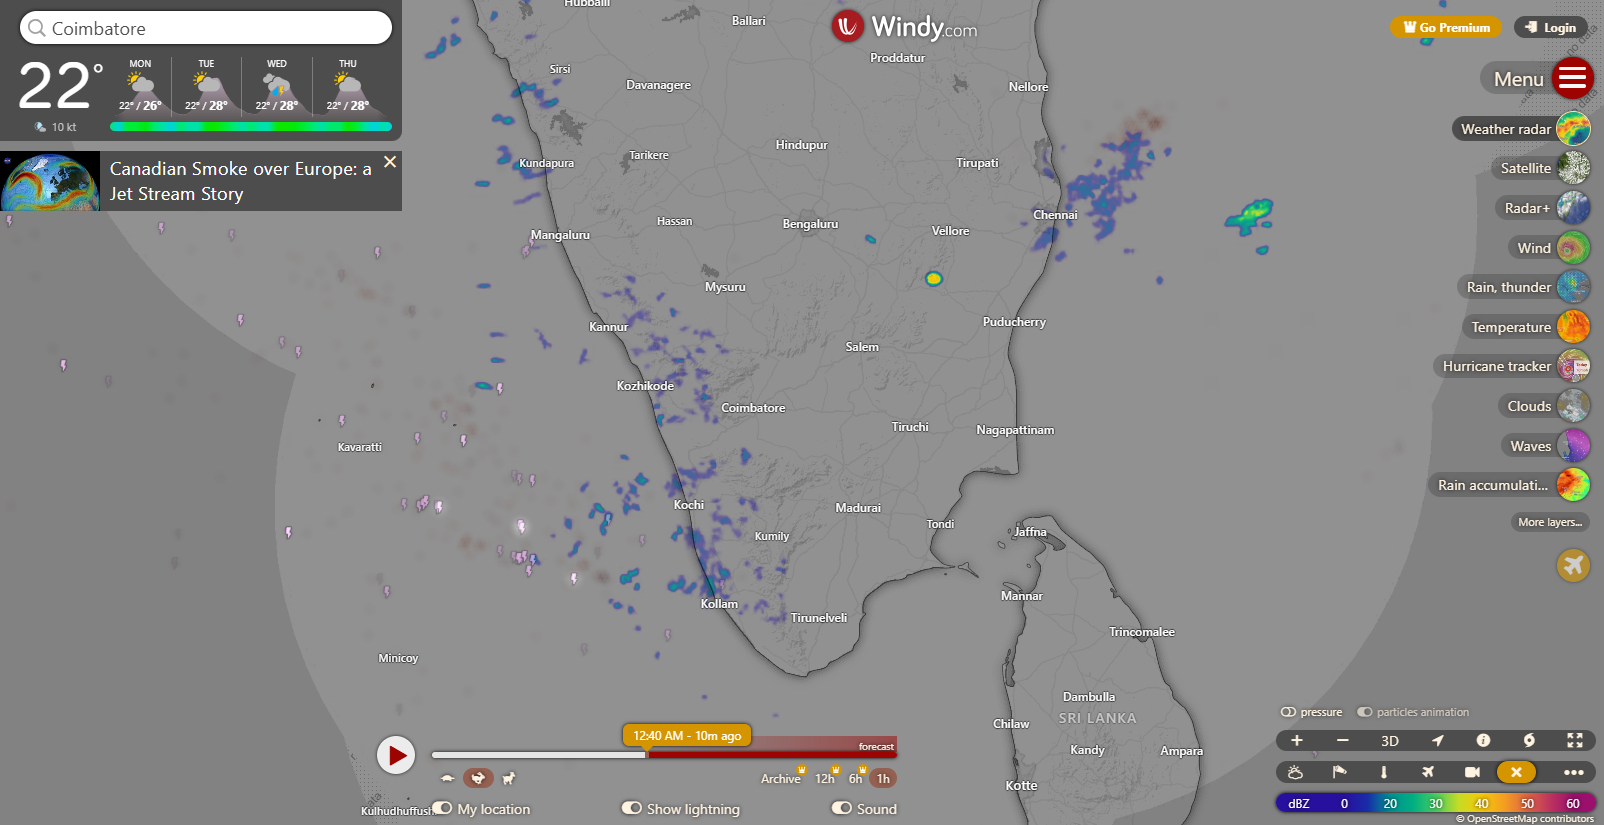 Coimbatore
22°
10 kt
MON TUE WED THU
22°/ 26° 22°/ 28° 22°/ 28° 22°/ 28°
Canadian Smoke over Europe: a
Jet Stream Story
Windy.com
Go Premium
Login
Menu
no data
Weather radar
Satellite
Radar+
Wind
Rain, thunder
Temperature
Hurricane tracker
Clouds
Waves
Rain accumulati...
More layers...
Hubballi
Ballari
Proddatur
Sirsi
Davanagere
Nellore
Hindupur
Tarikere
Kundapura
Tirupati
Hassan
Bengaluru
Chennai
Mangaluru
Vellore
Mysuru
Kannur
Puducherry
Salem
Kozhikode
Coimbatore
Tiruchi
Nagapattinam
Kavaratti
Kochi
Madurai
Tondi
Kumily
Jaffna
Mannar
Kollam
Tirunelveli
Trincomalee
Minicoy
Dambulla
SRI LANKA
Chilaw
Kandy
Ampara
Kotte
Kulhudhuffushi
12:40 AM - 10m ago
forecast
Archive 12h 6h 1h
My location
Show lightning
Sound
pressure
particles animation
3D
dBZ 0 20 30 40 50 60
© OpenStreetMap contributors